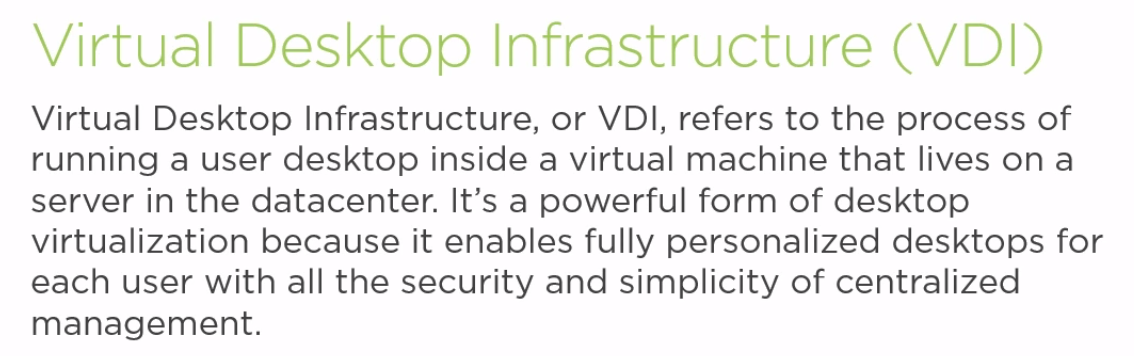 Virtual Desktop Infrastructure (VDI)
Virtual Desktop Infrastructure, or VDI, refers to the process of
running a user desktop inside a virtual machine that lives on a
server in the datacenter. It’s a powerful form of desktop
virtualization because it enables fully personalized desktops for
each user with all the security and simplicity of centralized
management.